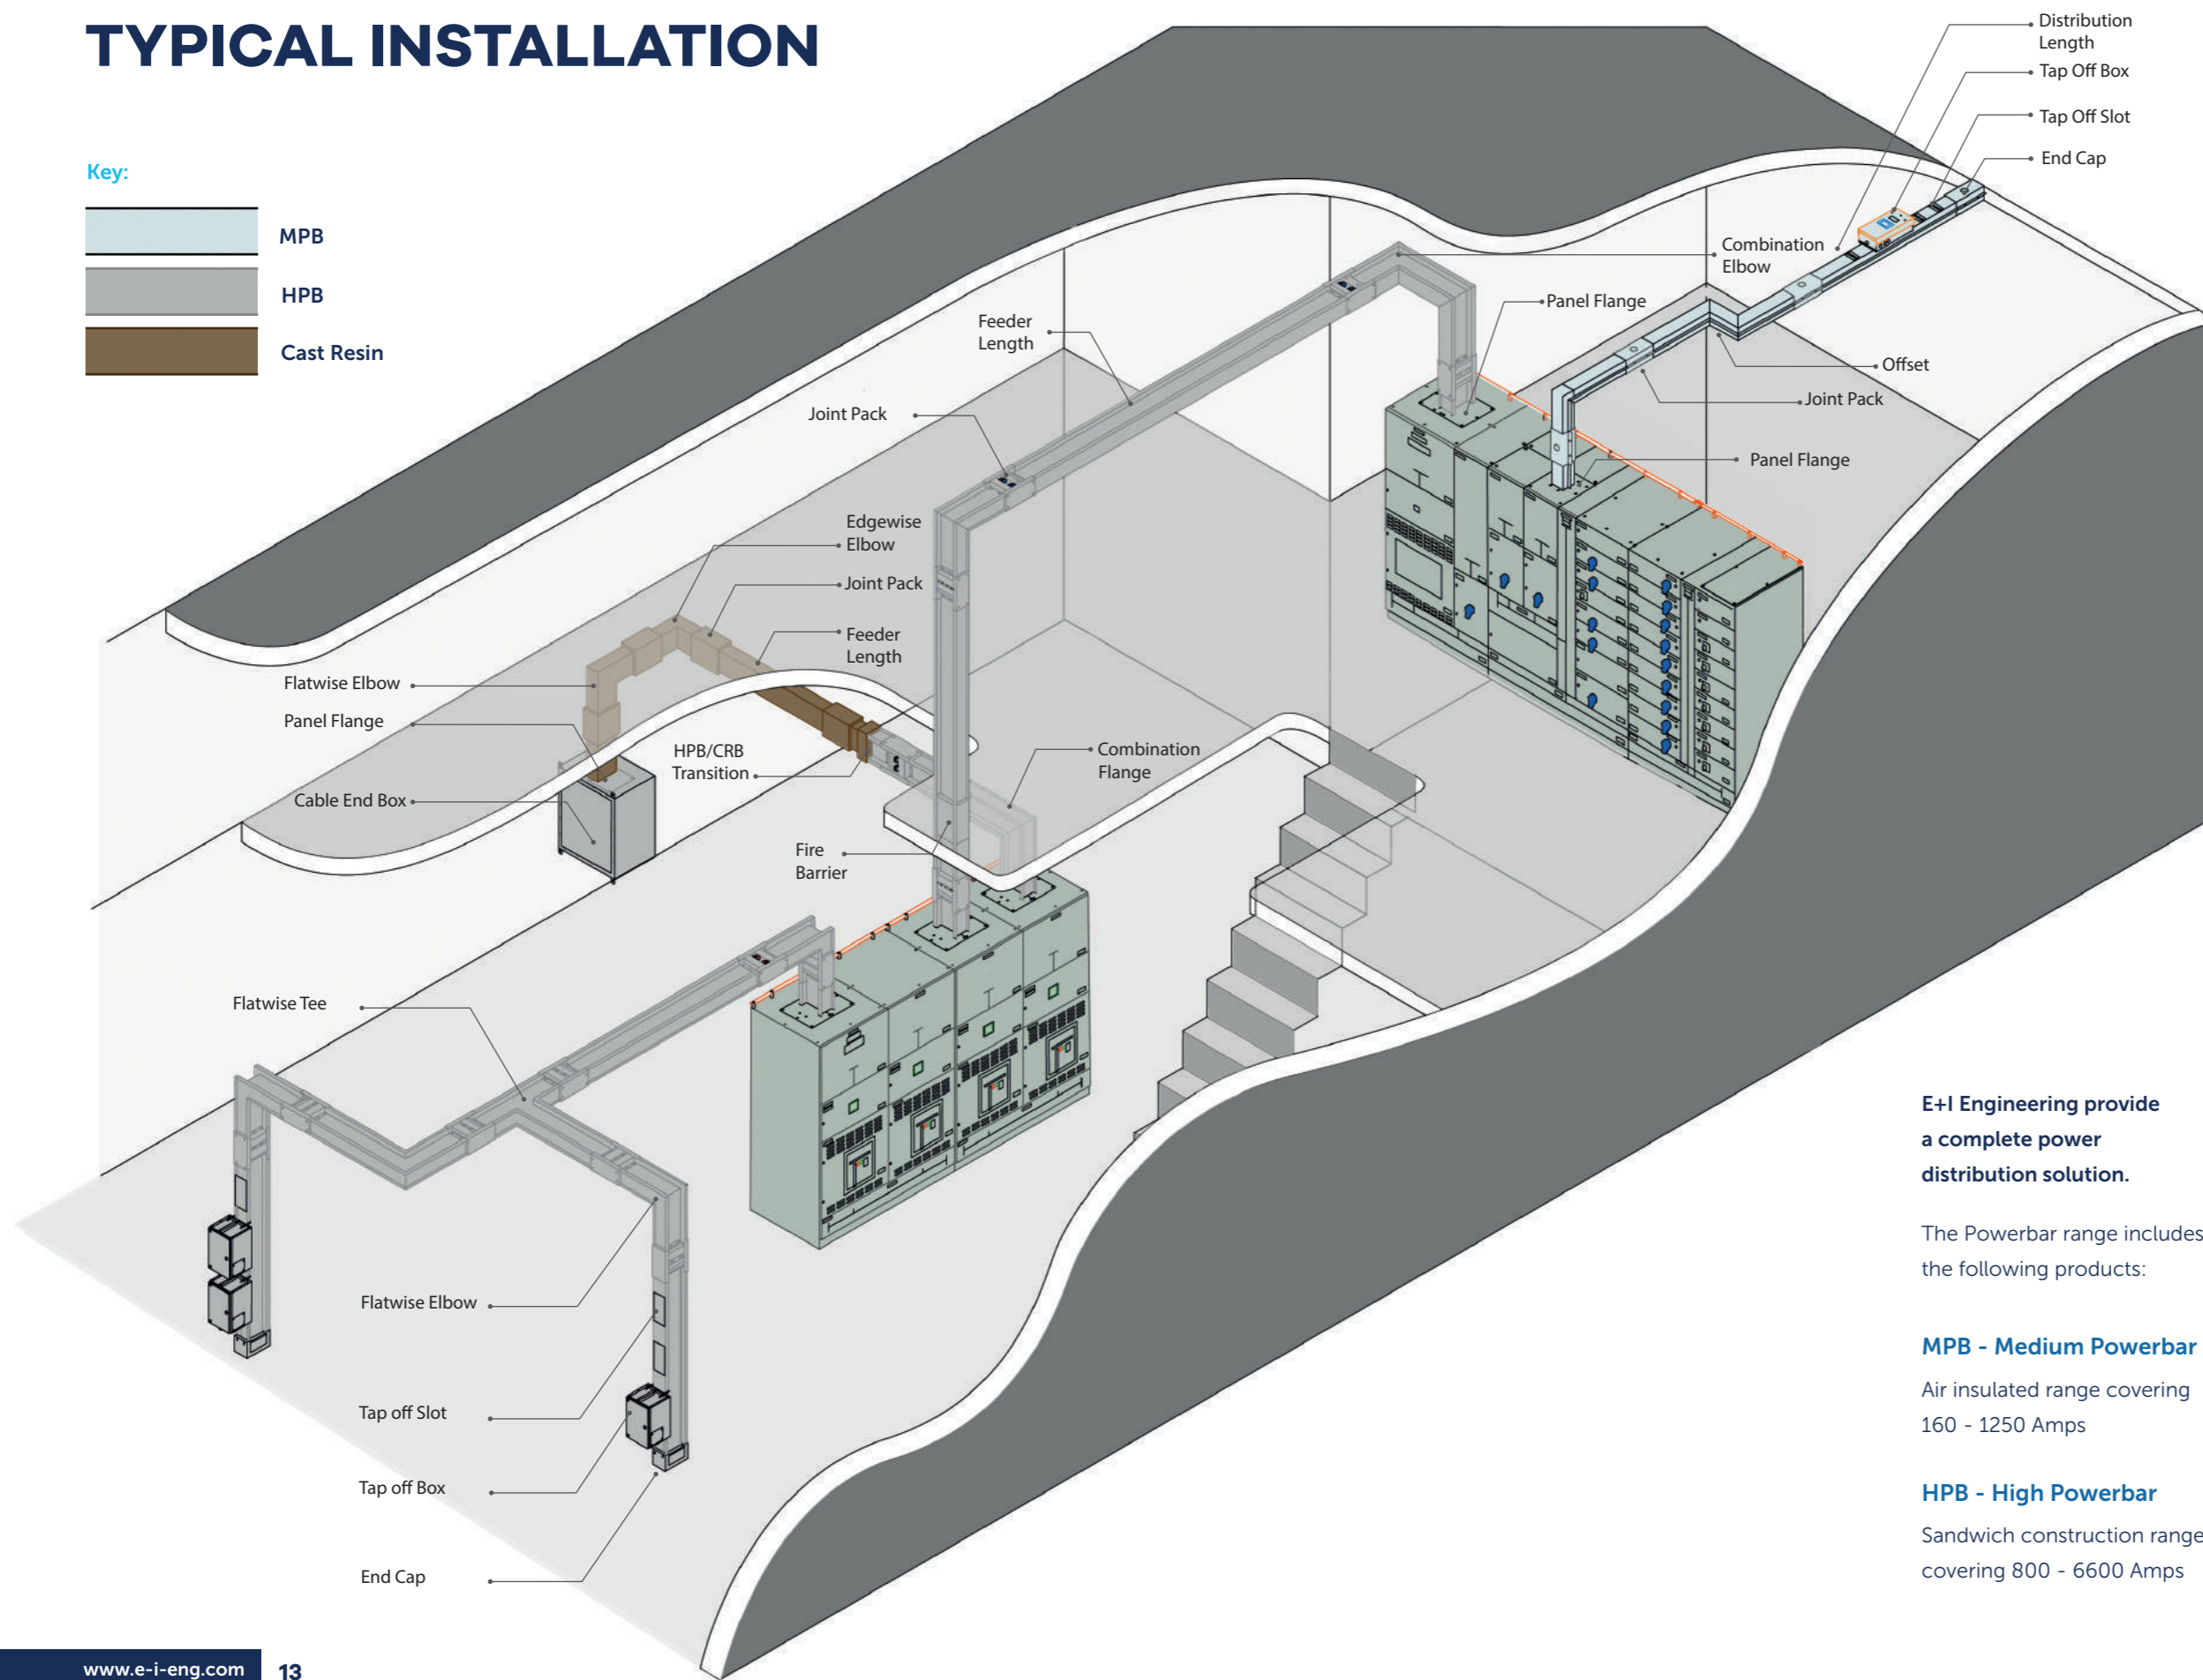 TYPICAL INSTALLATION
Key:
MPB
HPB
Cast Resin
Distribution
Length
Tap Off Box
Tap Off Slot
End Cap
Combination
Elbow
Panel Flange
Feeder
Length
Offset
Joint Pack
Joint Pack
Panel Flange
Edgewise
Elbow
Joint Pack
Feeder
Length
Flatwise Elbow
Panel Flange
HPB/CRB
Transition
Combination
Flange
Cable End Box
Fire
Barrier
Flatwise Tee
Flatwise Elbow
Tap off Slot
Tap off Box
End Cap
E+I Engineering provide
a complete power
distribution solution.
The Powerbar range includes
the following products:
MPB - Medium Powerbar
Air insulated range covering
160 - 1250 Amps
HPB - High Powerbar
Sandwich construction range
covering 800 - 6600 Amps
www.e-i-eng.com
13